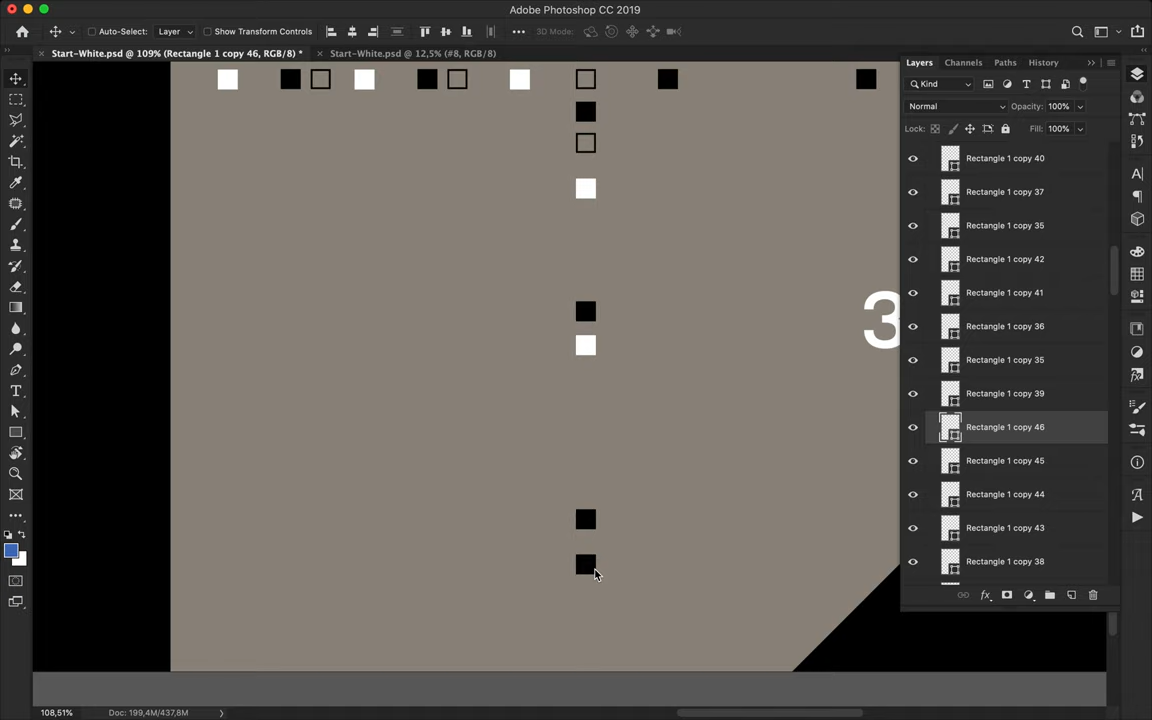 Adobe Photoshop CC 2019
Auto-Select: Layer Show Transform Controls 3D Mode:
Start-White.psd @ 109% (Rectangle 1 copy 46, RGB/8) *
Start-White.psd @ 12,5% (#8, RGB/8)
Layers Channels Paths History
Kind
Normal Opacity: 100%
Lock: Fill: 100%
Rectangle 1 copy 40
Rectangle 1 copy 37
Rectangle 1 copy 35
Rectangle 1 copy 42
Rectangle 1 copy 41
Rectangle 1 copy 36
Rectangle 1 copy 35
Rectangle 1 copy 39
Rectangle 1 copy 46
Rectangle 1 copy 45
Rectangle 1 copy 44
Rectangle 1 copy 43
Rectangle 1 copy 38
3
108,51% Doc: 199,4M/437,8M